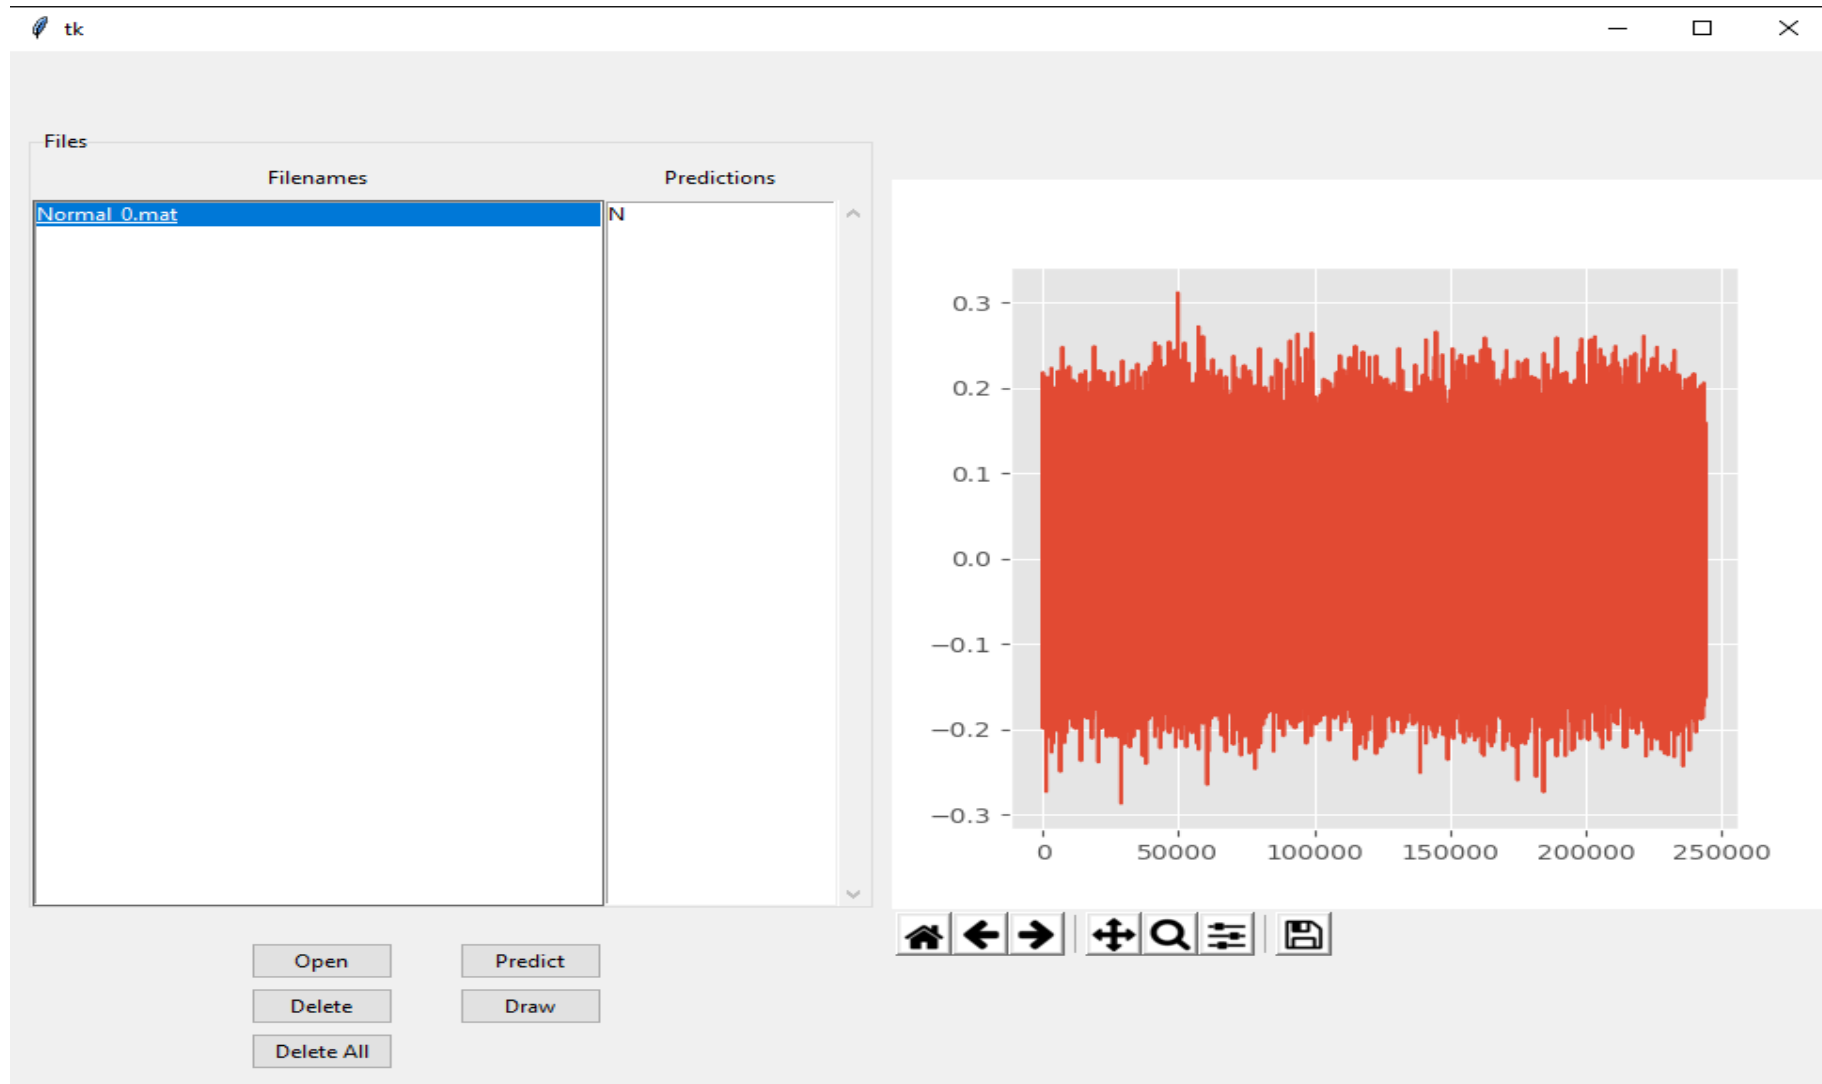 tk
Files
Filenames Predictions
Normal_0.mat N
0.3
0.2
0.1
0.0
−0.1
−0.2
−0.3
0 50000 100000 150000 200000 250000
Open Predict
Delete Draw
Delete All